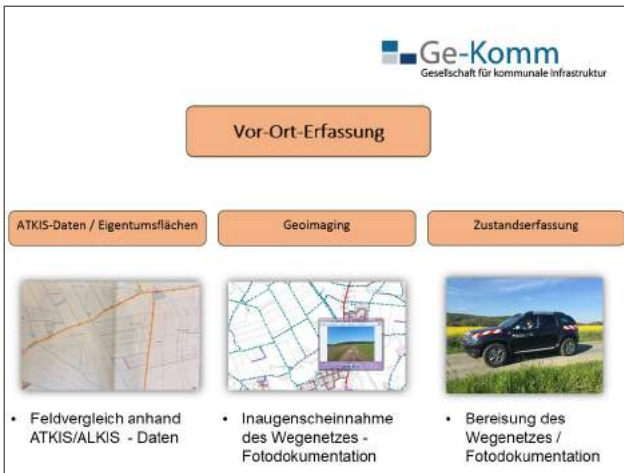 Ge-Komm
Gesellschaft für kommunale Infrastruktur
Vor-Ort-Erfassung
ATKIS-Daten / Eigentumsflächen
Geoimaging
Zustandserfassung
• Feldvergleich anhand
ATKIS/ALKIS - Daten
• Inaugenscheinnahme
des Wegenetzes -
Fotodokumentation
• Bereisung des
Wegenetzes /
Fotodokumentation